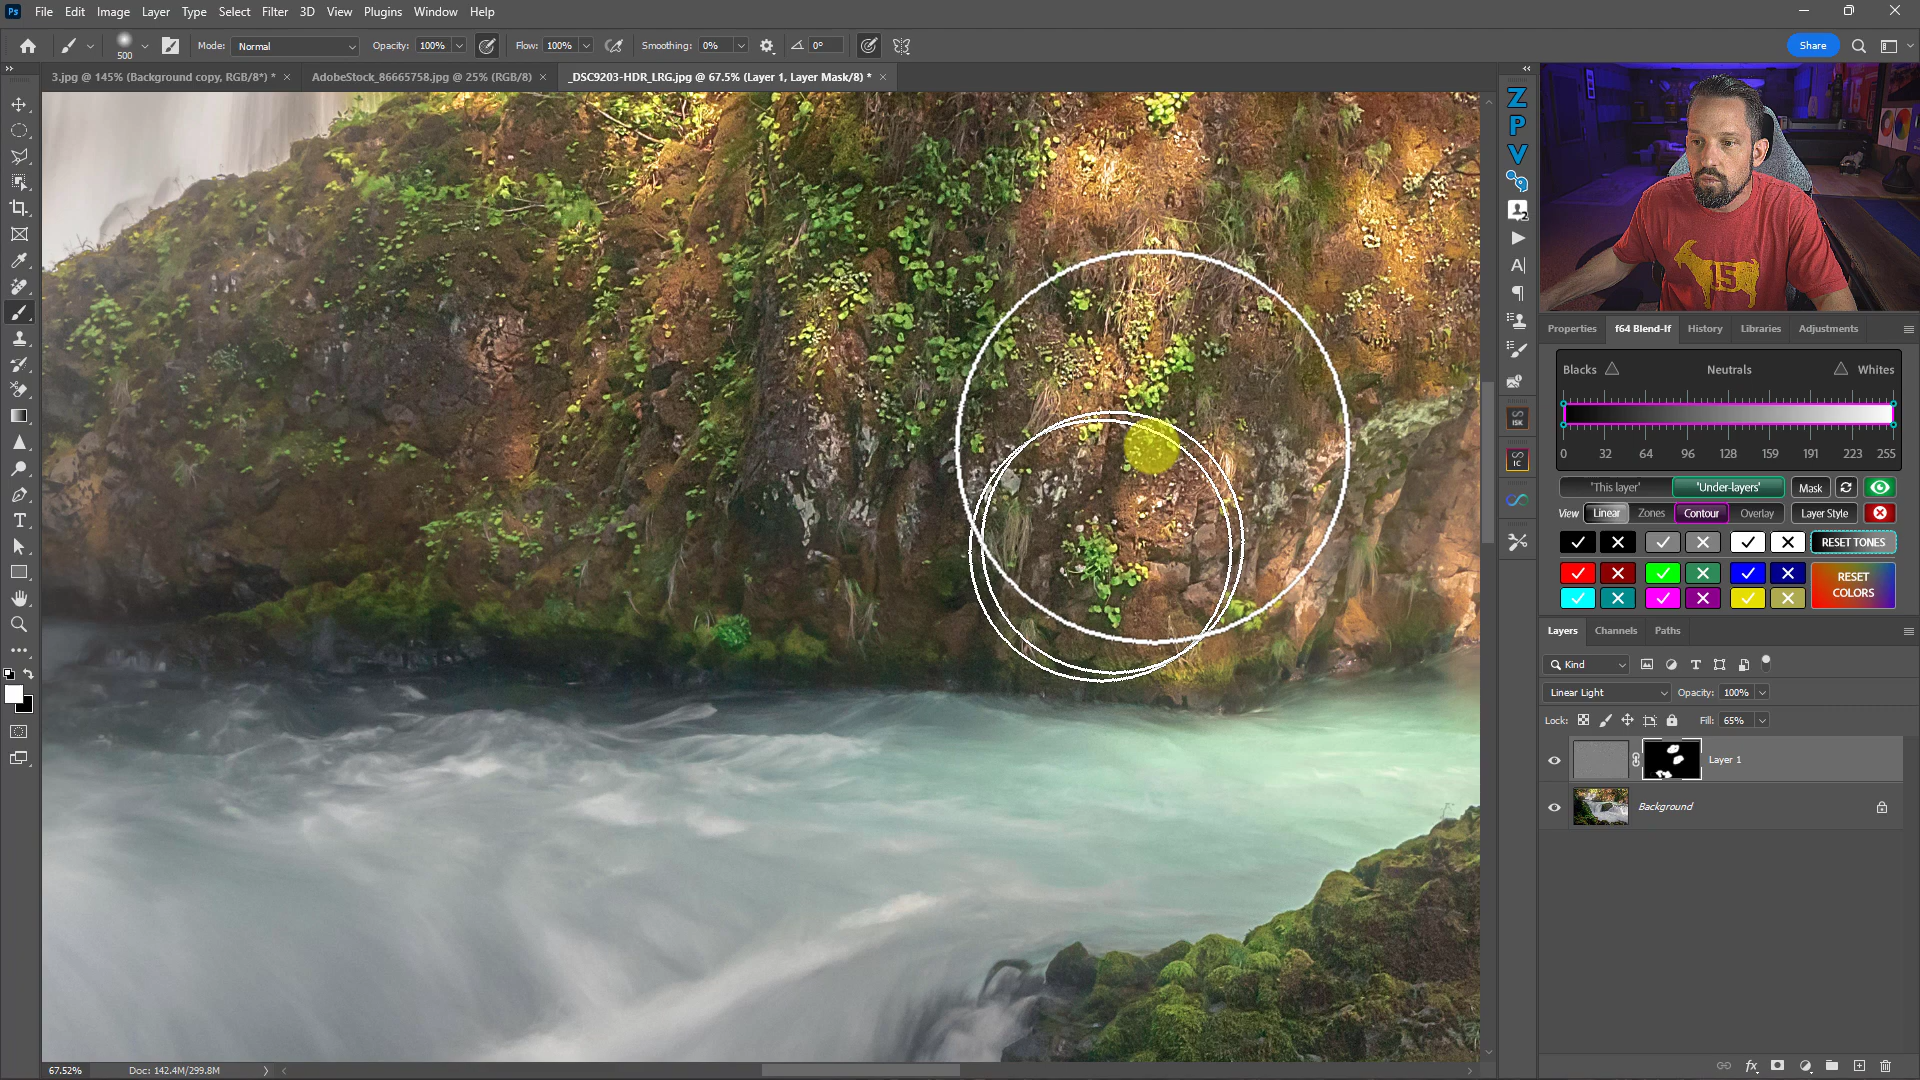 Ps File Edit Image Layer Type Select Filter 3D View Plugins Window Help
500 Mode: Normal Opacity: 100% Flow: 100% Smoothing: 0% 0° Share
3.jpg @ 145% (Background copy, RGB/8*) * AdobeStock_86665758.jpg @ 25% (RGB/8) _DSC9203-HDR_LRG.jpg @ 67.5% (Layer 1, Layer Mask/8) *
Z
P
V
ISK
IC
15
Properties f64 Blend-If History Libraries Adjustments
Blacks Neutrals Whites
0 32 64 96 128 159 191 223 255
'This layer' 'Under-layers' Mask
View Linear Zones Contour Overlay Layer Style
RESET TONES
RESET
COLORS
Layers Channels Paths
Kind
Linear Light Opacity: 100%
Lock: Fill: 65%
Layer 1
Background
67.52% Doc: 142.4M/299.8M
fx